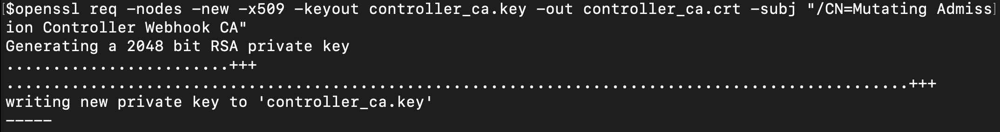 [$openssl req -nodes -new -x509 -keyout controller_ca.key -out controller_ca.crt -subj "/CN=Mutating Admiss]
ion Controller Webhook CA"
Generating a 2048 bit RSA private key
........................+++
.................................................................................................+++
writing new private key to 'controller_ca.key'
-----